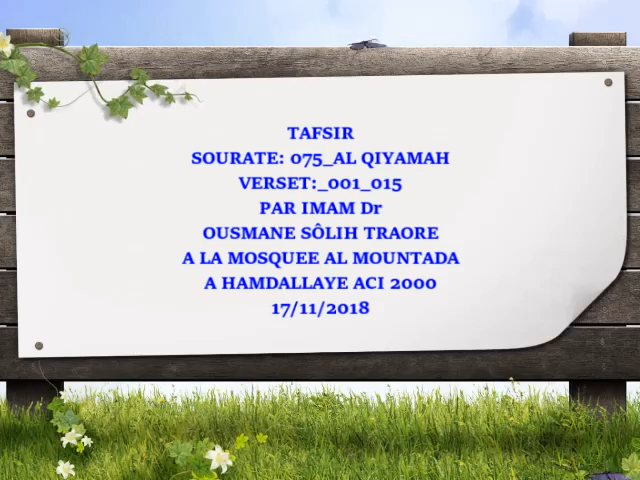 TAFSIR
SOURATE: 075_AL QIYAMAH
VERSET:_001_015
PAR IMAM Dr
OUSMANE SÔLIH TRAORE
A LA MOSQUEE AL MOUNTADA
A HAMDALLAYE ACI 2000
17/11/2018